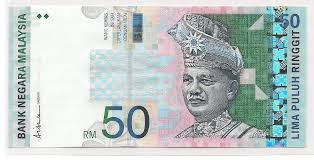 BANK NEGARA MALAYSIA
RM 50
50
LIMA PULUH RINGGIT